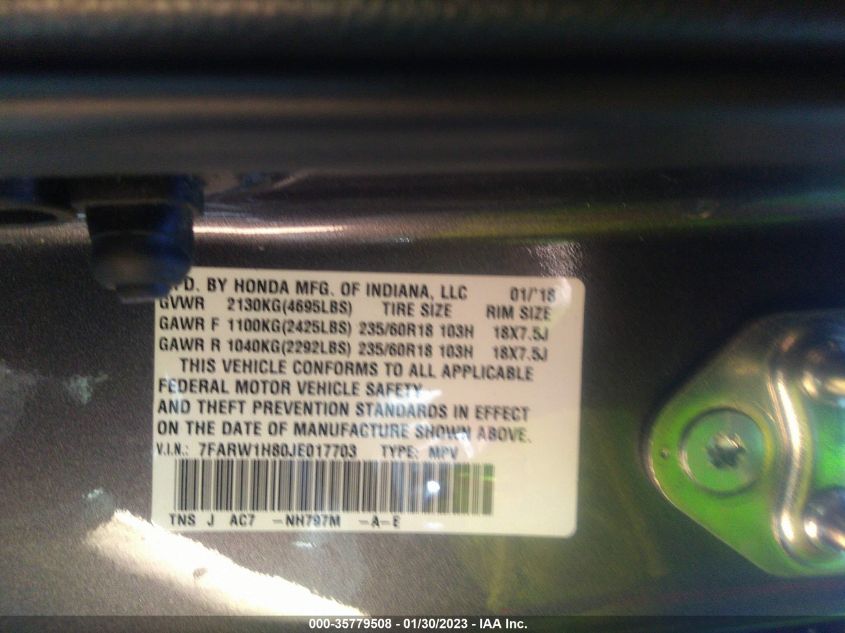 MFD. BY HONDA MFG. OF INDIANA, LLC 01/'18
GVWR 2130KG(4695LBS) TIRE SIZE RIM SIZE
GAWR F 1100KG(2425LBS) 235/60R18 103H 18X7.5J
GAWR R 1040KG(2292LBS) 235/60R18 103H 18X7.5J
THIS VEHICLE CONFORMS TO ALL APPLICABLE
FEDERAL MOTOR VEHICLE SAFETY
AND THEFT PREVENTION STANDARDS IN EFFECT
ON THE DATE OF MANUFACTURE SHOWN ABOVE.
V.I.N.: 7FARW1H80JE017703 TYPE: MPV
TNS J AC7 -NH797M -A-E
000-35779508 - 01/30/2023 - IAA Inc.